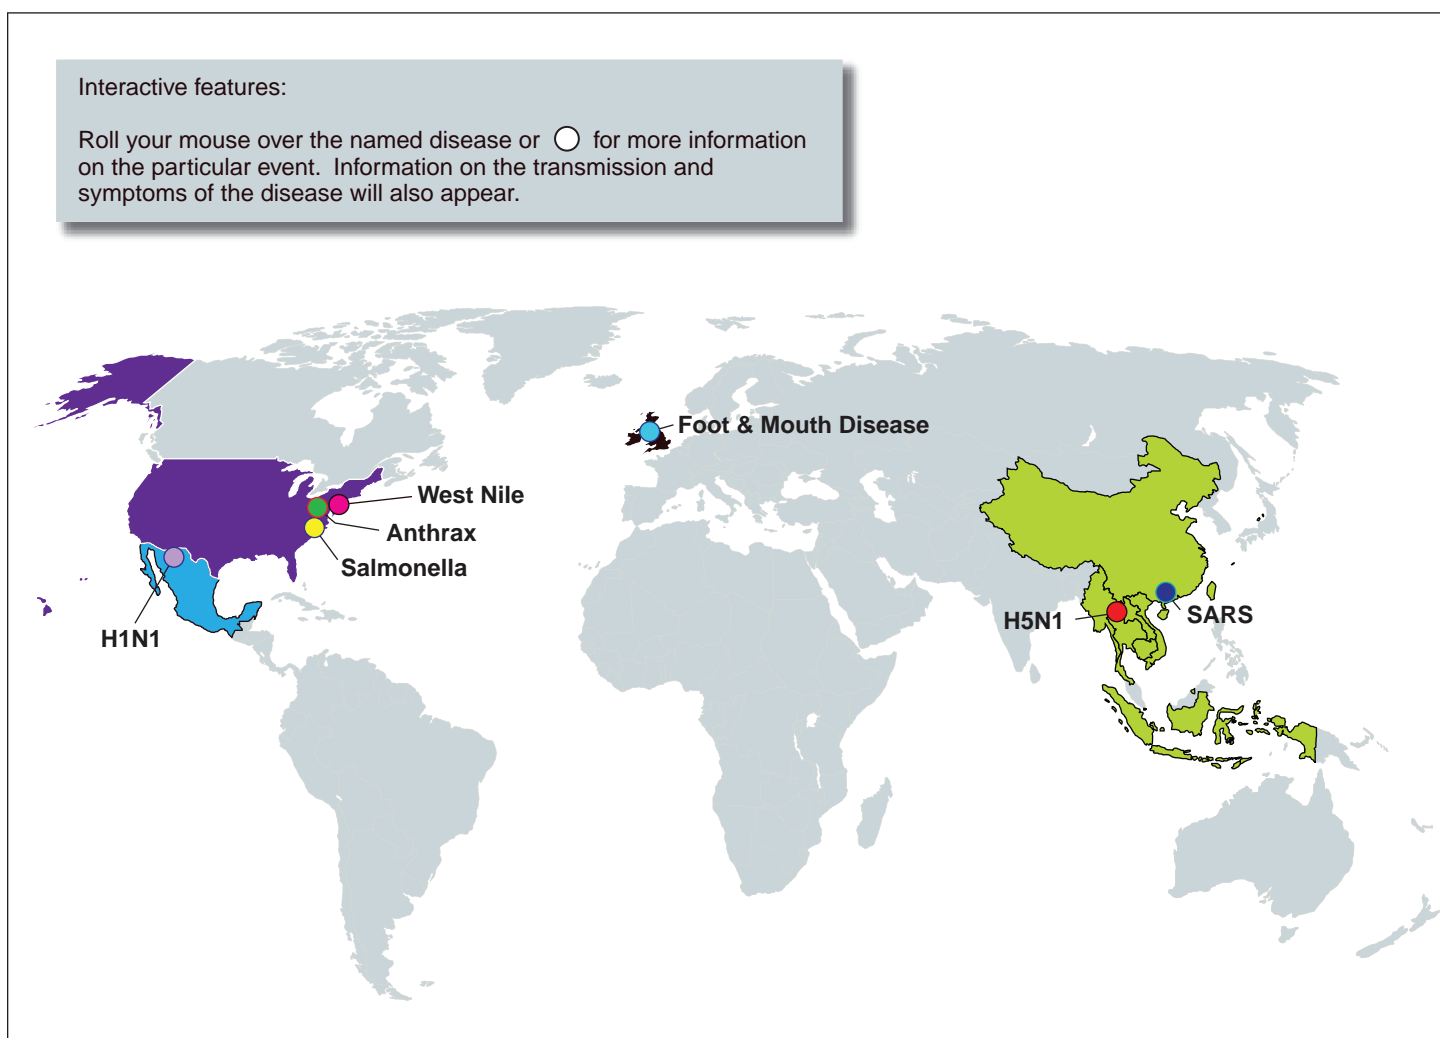 Interactive features:
Roll your mouse over the named disease or for more information
on the particular event. Information on the transmission and
symptoms of the disease will also appear.
Foot & Mouth Disease
West Nile
Anthrax
Salmonella
H1N1
H5N1
SARS